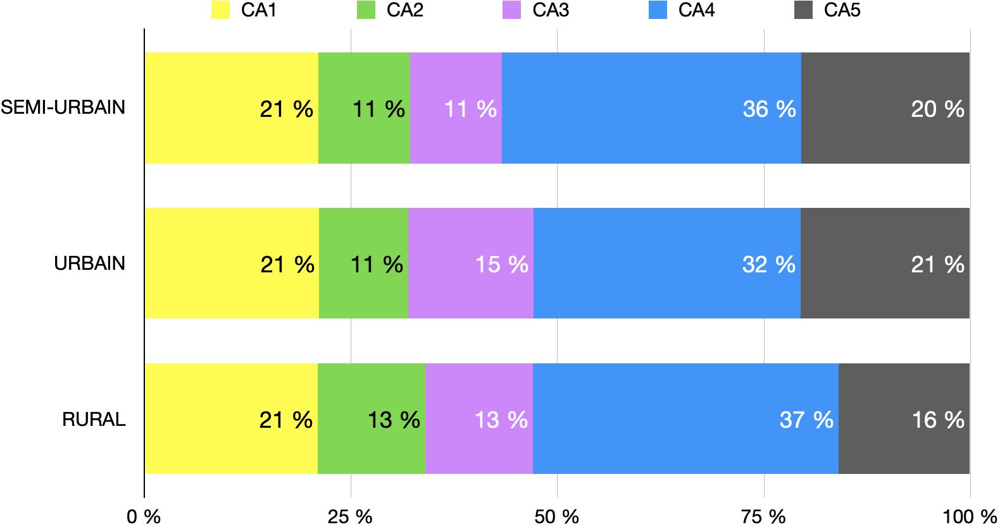 CA1 CA2 CA3 CA4 CA5
SEMI-URBAIN 21 % 11 % 11 % 36 % 20 %
URBAIN 21 % 11 % 15 % 32 % 21 %
RURAL 21 % 13 % 13 % 37 % 16 %
0 % 25 % 50 % 75 % 100 %